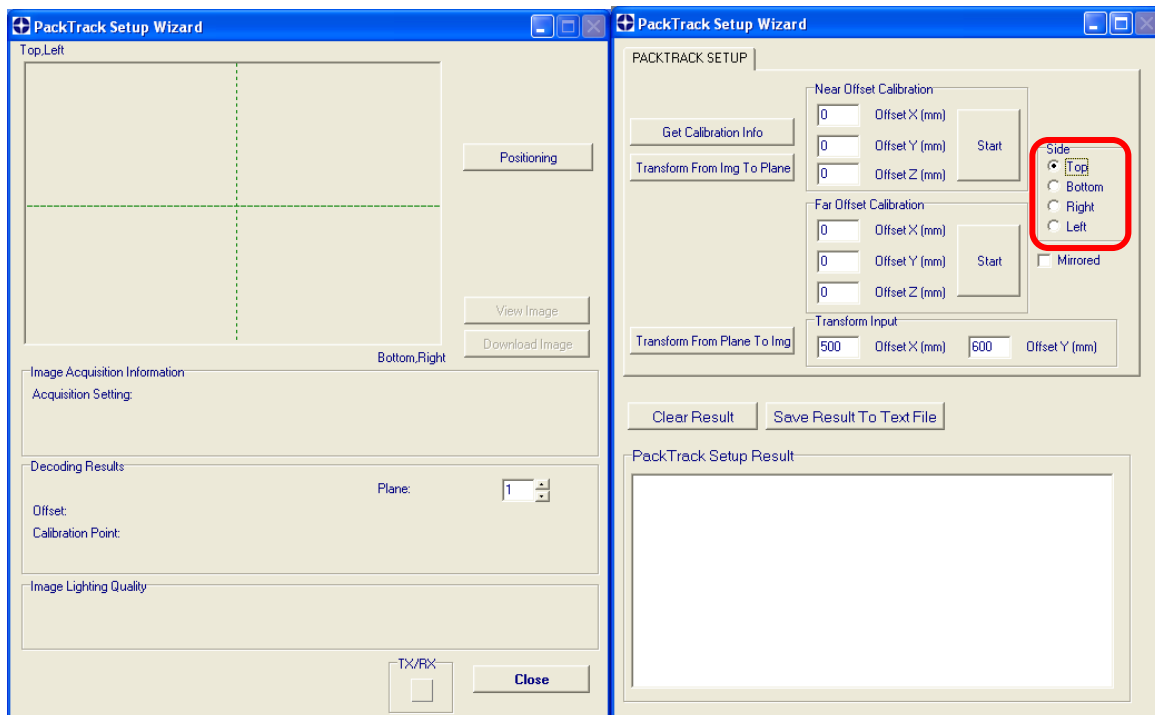 PackTrack Setup Wizard
Top,Left
Positioning
View Image
Download Image
Bottom,Right
Image Acquisition Information
Acquisition Setting:
Decoding Results
Plane: 1
Offset:
Calibration Point:
Image Lighting Quality
TX/RX
Close
PackTrack Setup Wizard
PACKTRACK SETUP
Get Calibration Info
Transform From Img To Plane
Near Offset Calibration
0 Offset X (mm)
0 Offset Y (mm)
0 Offset Z (mm)
Start
Side
Top
Bottom
Right
Left
Mirrored
Far Offset Calibration
0 Offset X (mm)
0 Offset Y (mm)
0 Offset Z (mm)
Start
Transform From Plane To Img
Transform Input
500 Offset X (mm) 600 Offset Y (mm)
Clear Result Save Result To Text File
PackTrack Setup Result